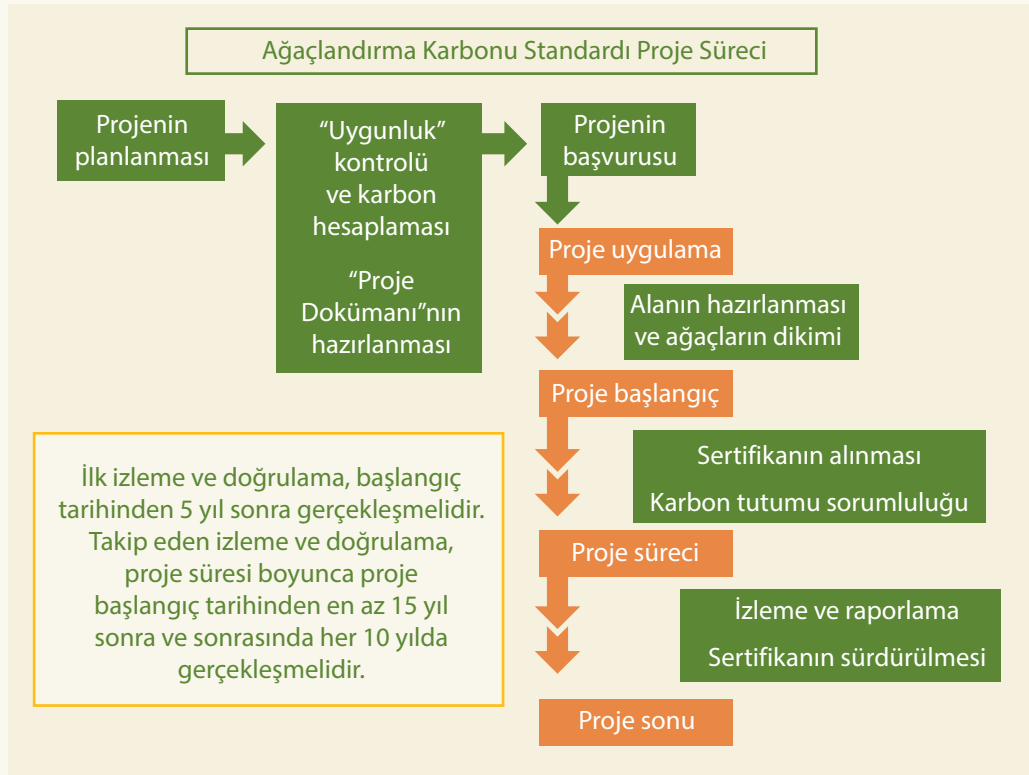 Ağaçlandırma Karbonu Standardı Proje Süreci
Projenin
planlanması
“Uygunluk”
kontrolü
ve karbon
hesaplaması
“Proje
Dokümanı”nın
hazırlanması
Projenin
başvurusu
Proje uygulama
Alanın hazırlanması
ve ağaçların dikimi
Proje başlangıç
Sertifikanın alınması
Karbon tutumu sorumluluğu
Proje süreci
İzleme ve raporlama
Sertifikanın sürdürülmesi
Proje sonu
İlk izleme ve doğrulama, başlangıç
tarihinden 5 yıl sonra gerçekleşmelidir.
Takip eden izleme ve doğrulama,
proje süresi boyunca proje
başlangıç tarihinden en az 15 yıl
sonra ve sonrasında her 10 yılda
gerçekleşmelidir.